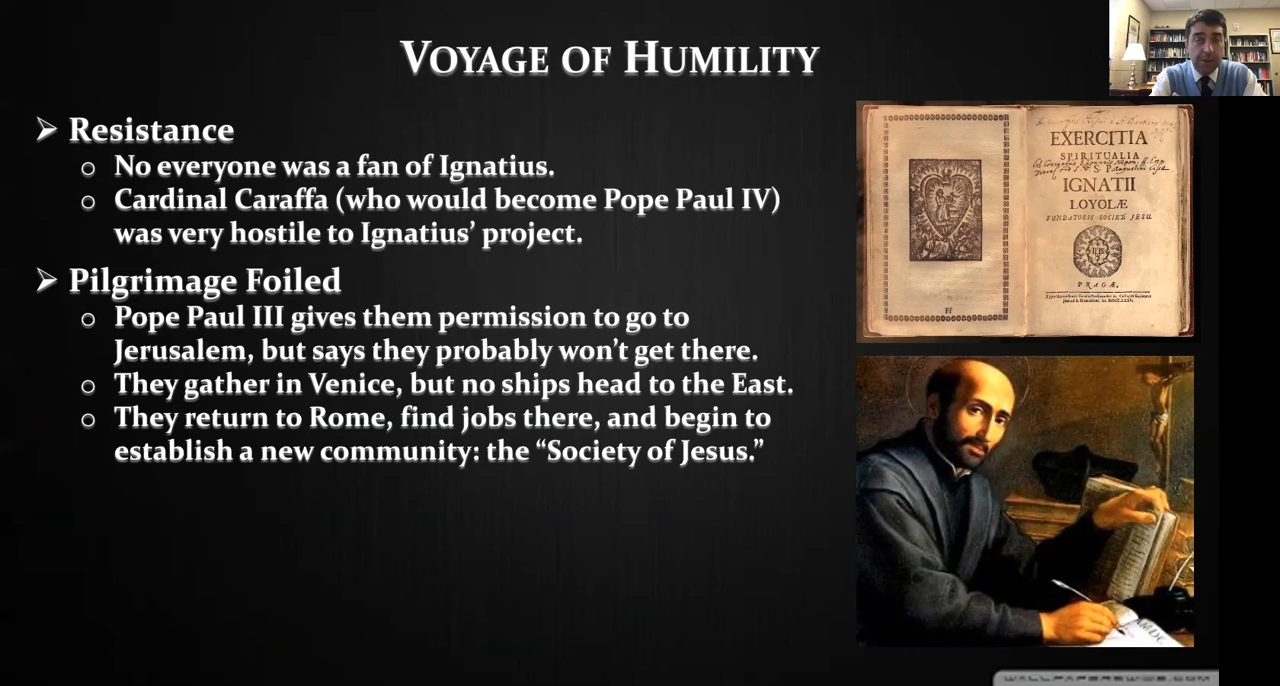 VOYAGE OF HUMILITY
Resistance
No everyone was a fan of Ignatius.
Cardinal Caraffa (who would become Pope Paul IV)
was very hostile to Ignatius’ project.
Pilgrimage Foiled
Pope Paul III gives them permission to go to
Jerusalem, but says they probably won’t get there.
They gather in Venice, but no ships head to the East.
They return to Rome, find jobs there, and begin to
establish a new community: the “Society of Jesus.”
EXERCITIA
SPIRITUALIA
IGNATII
LOYOLÆ
FUNDATORIS SOCIET. JESU
PRAGÆ,